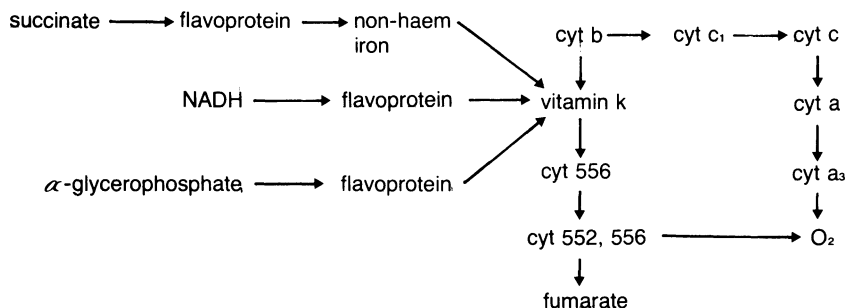 succinate flavoprotein non-haem iron cyt b cyt c₁ cyt c
NADH flavoprotein vitamin k cyt a
cyt 556 cyt a₃
α-glycerophosphate flavoprotein
cyt 552, 556 O₂
fumarate